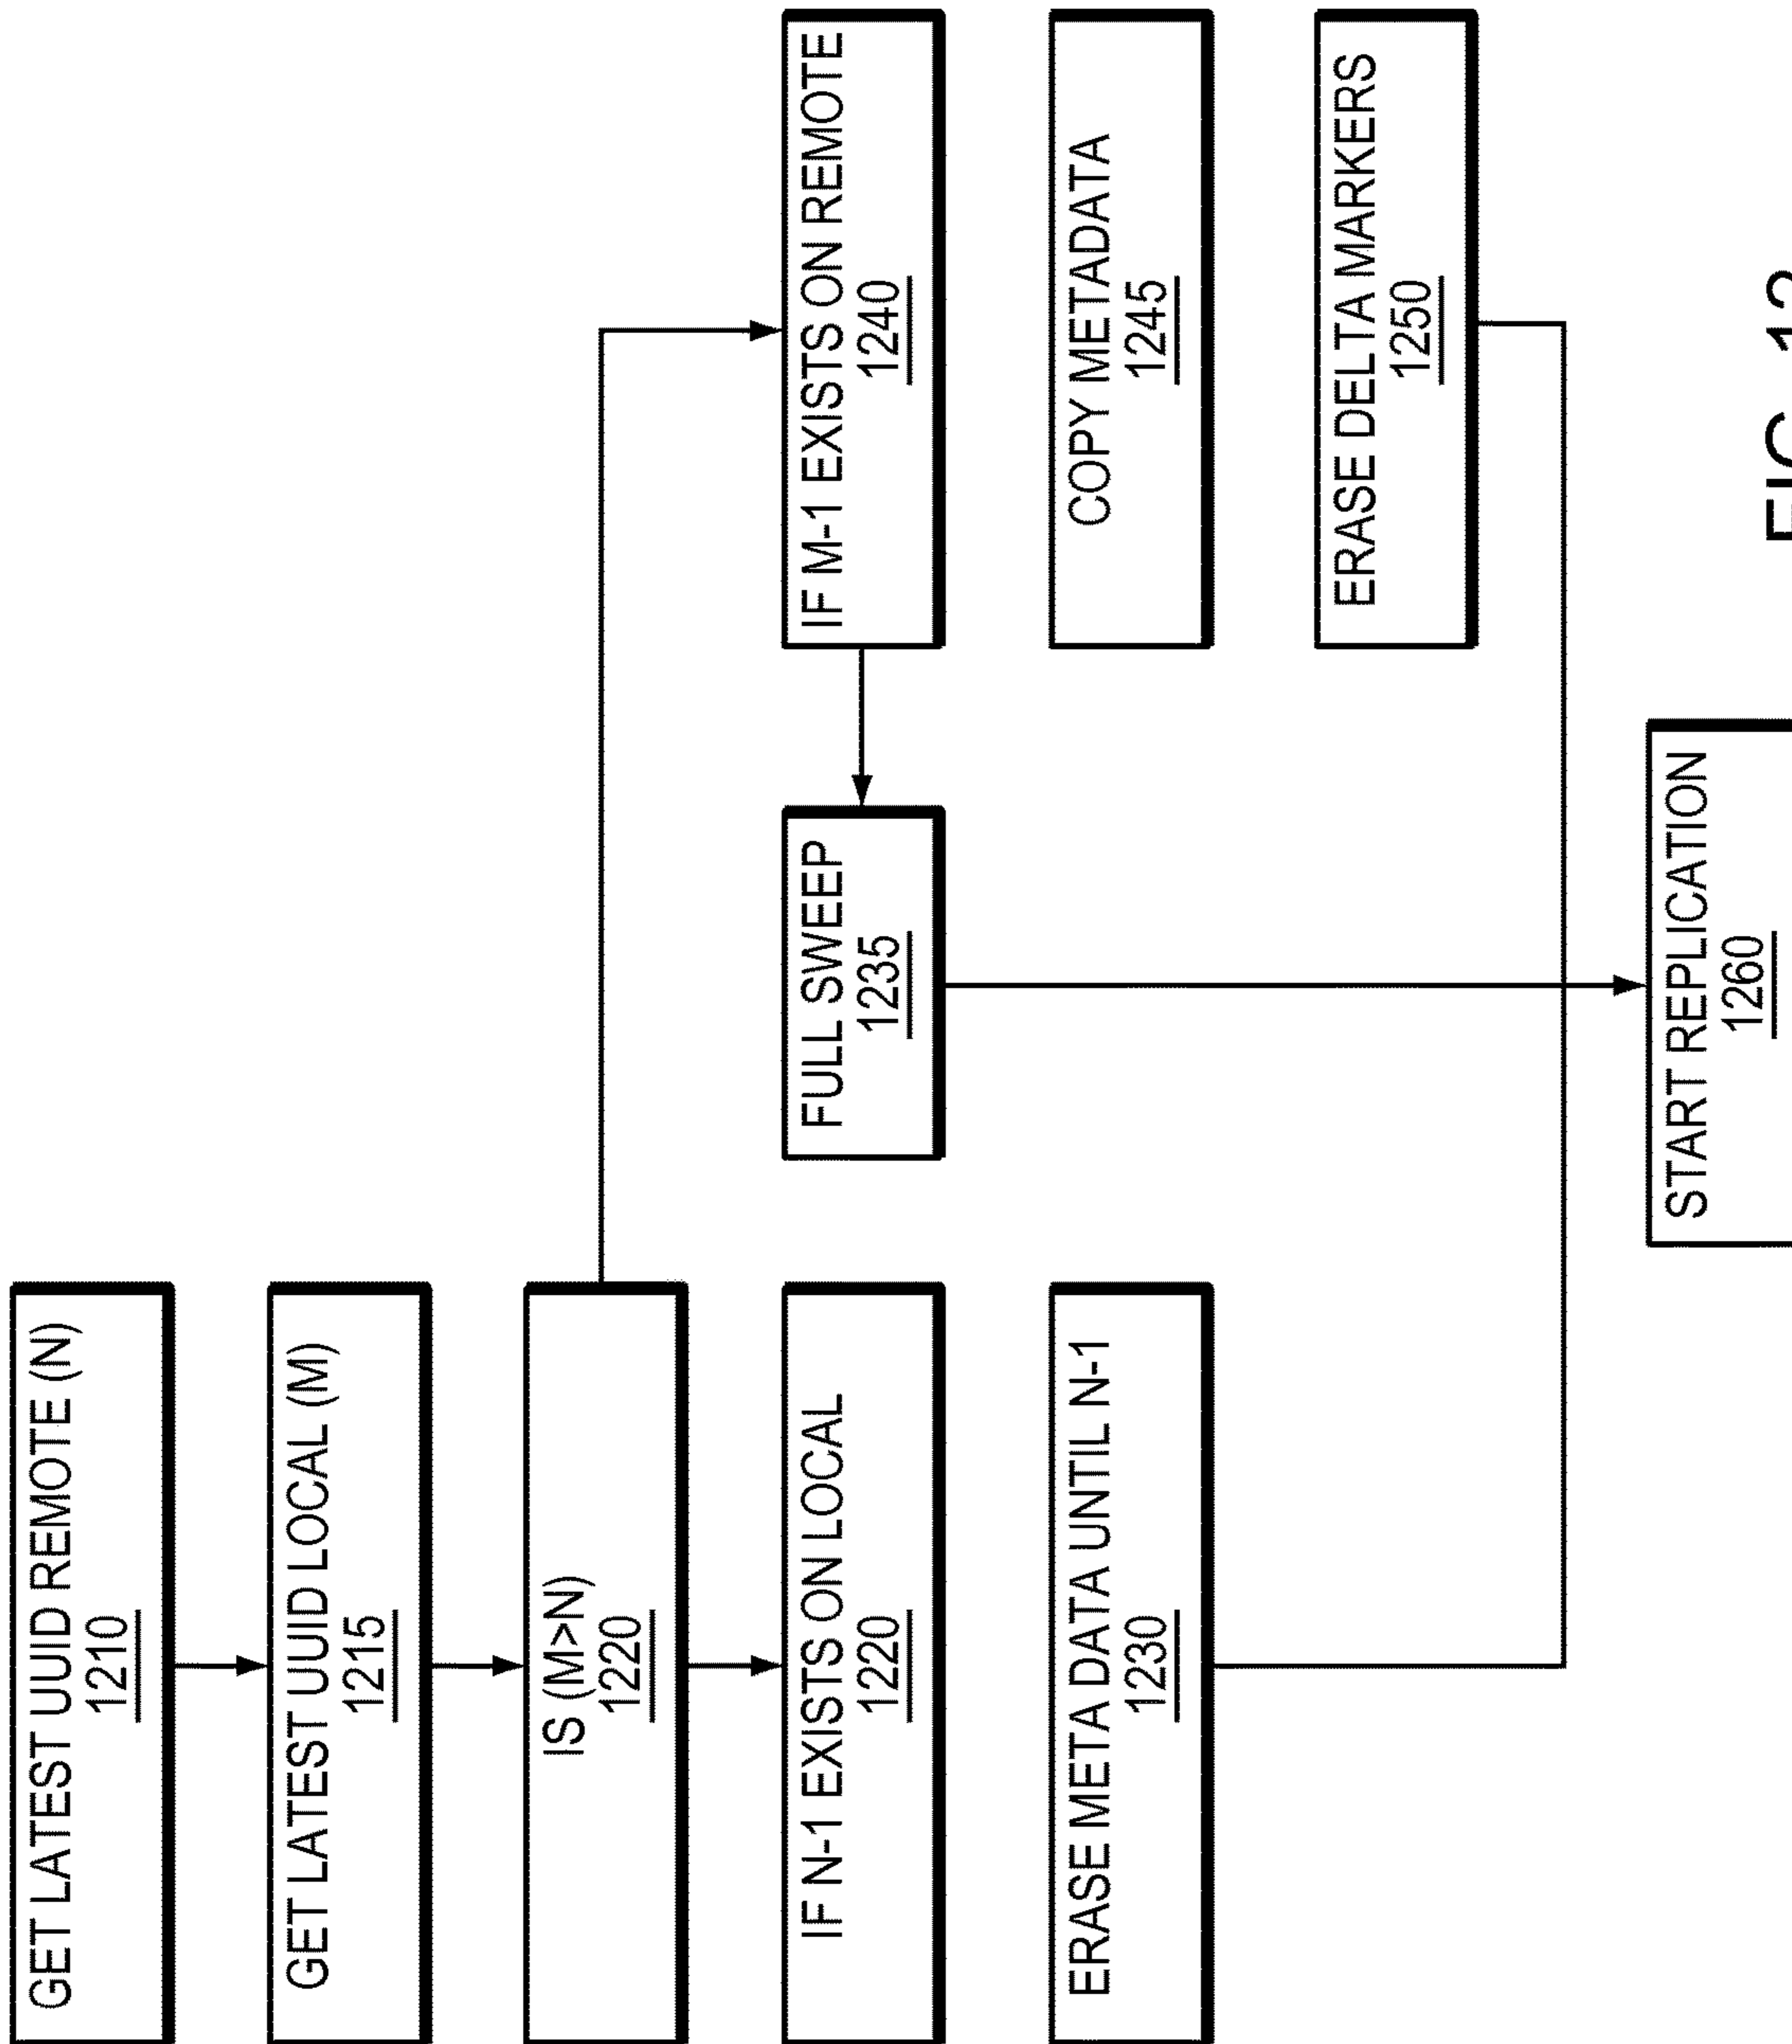 GET LATEST UUID REMOTE (N)
1210
GET LATEST UUID LOCAL (M)
1215
IS (M>N)
1220
IF N-1 EXISTS ON LOCAL
1220
ERASE META DATA UNTIL N-1
1230
FULL SWEEP
1235
IF M-1 EXISTS ON REMOTE
1240
COPY METADATA
1245
ERASE DELTA MARKERS
1250
START REPLICATION
1260